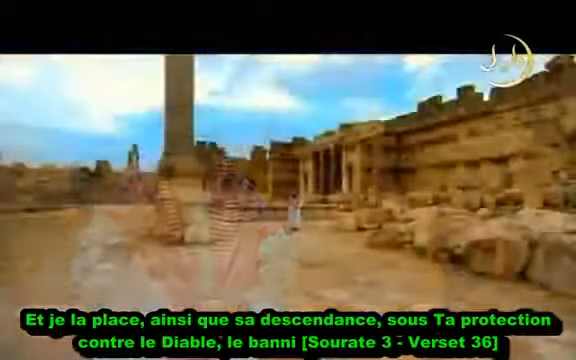 Et je la place, ainsi que sa descendance, sous Ta protection
contre le Diable, le banni [Sourate 3 - Verset 36]